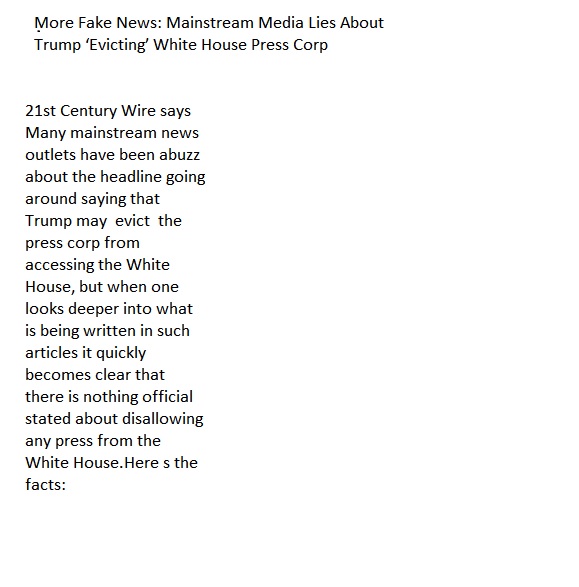 More Fake News: Mainstream Media Lies About
Trump ‘Evicting’ White House Press Corp
21st Century Wire says
Many mainstream news
outlets have been abuzz
about the headline going
around saying that
Trump may  evict  the
press corp from
accessing the White
House, but when one
looks deeper into what
is being written in such
articles it quickly
becomes clear that
there is nothing official
stated about disallowing
any press from the
White House.Here s the
facts: